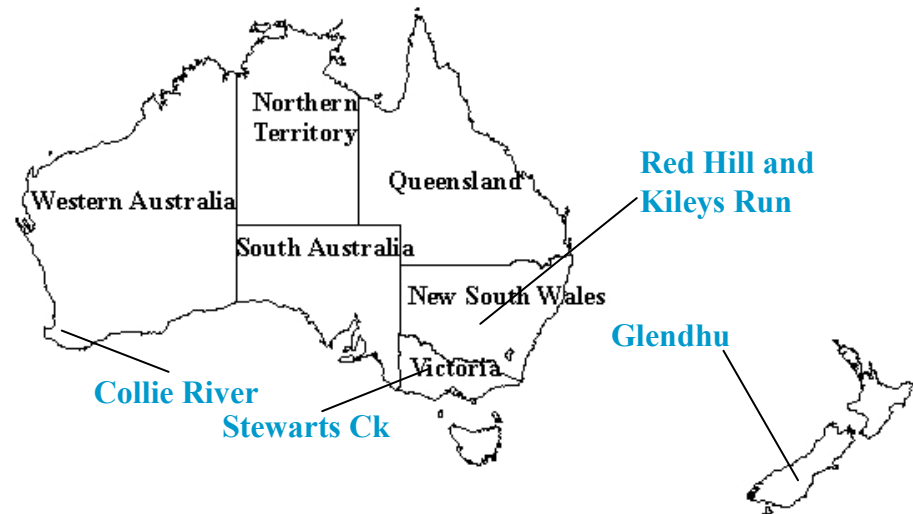 Northern
Territory
Red Hill and
Kileys Run
Queensland
Western Australia
South Australia
New South Wales
Glendhu
Victoria
Collie River
Stewarts Ck